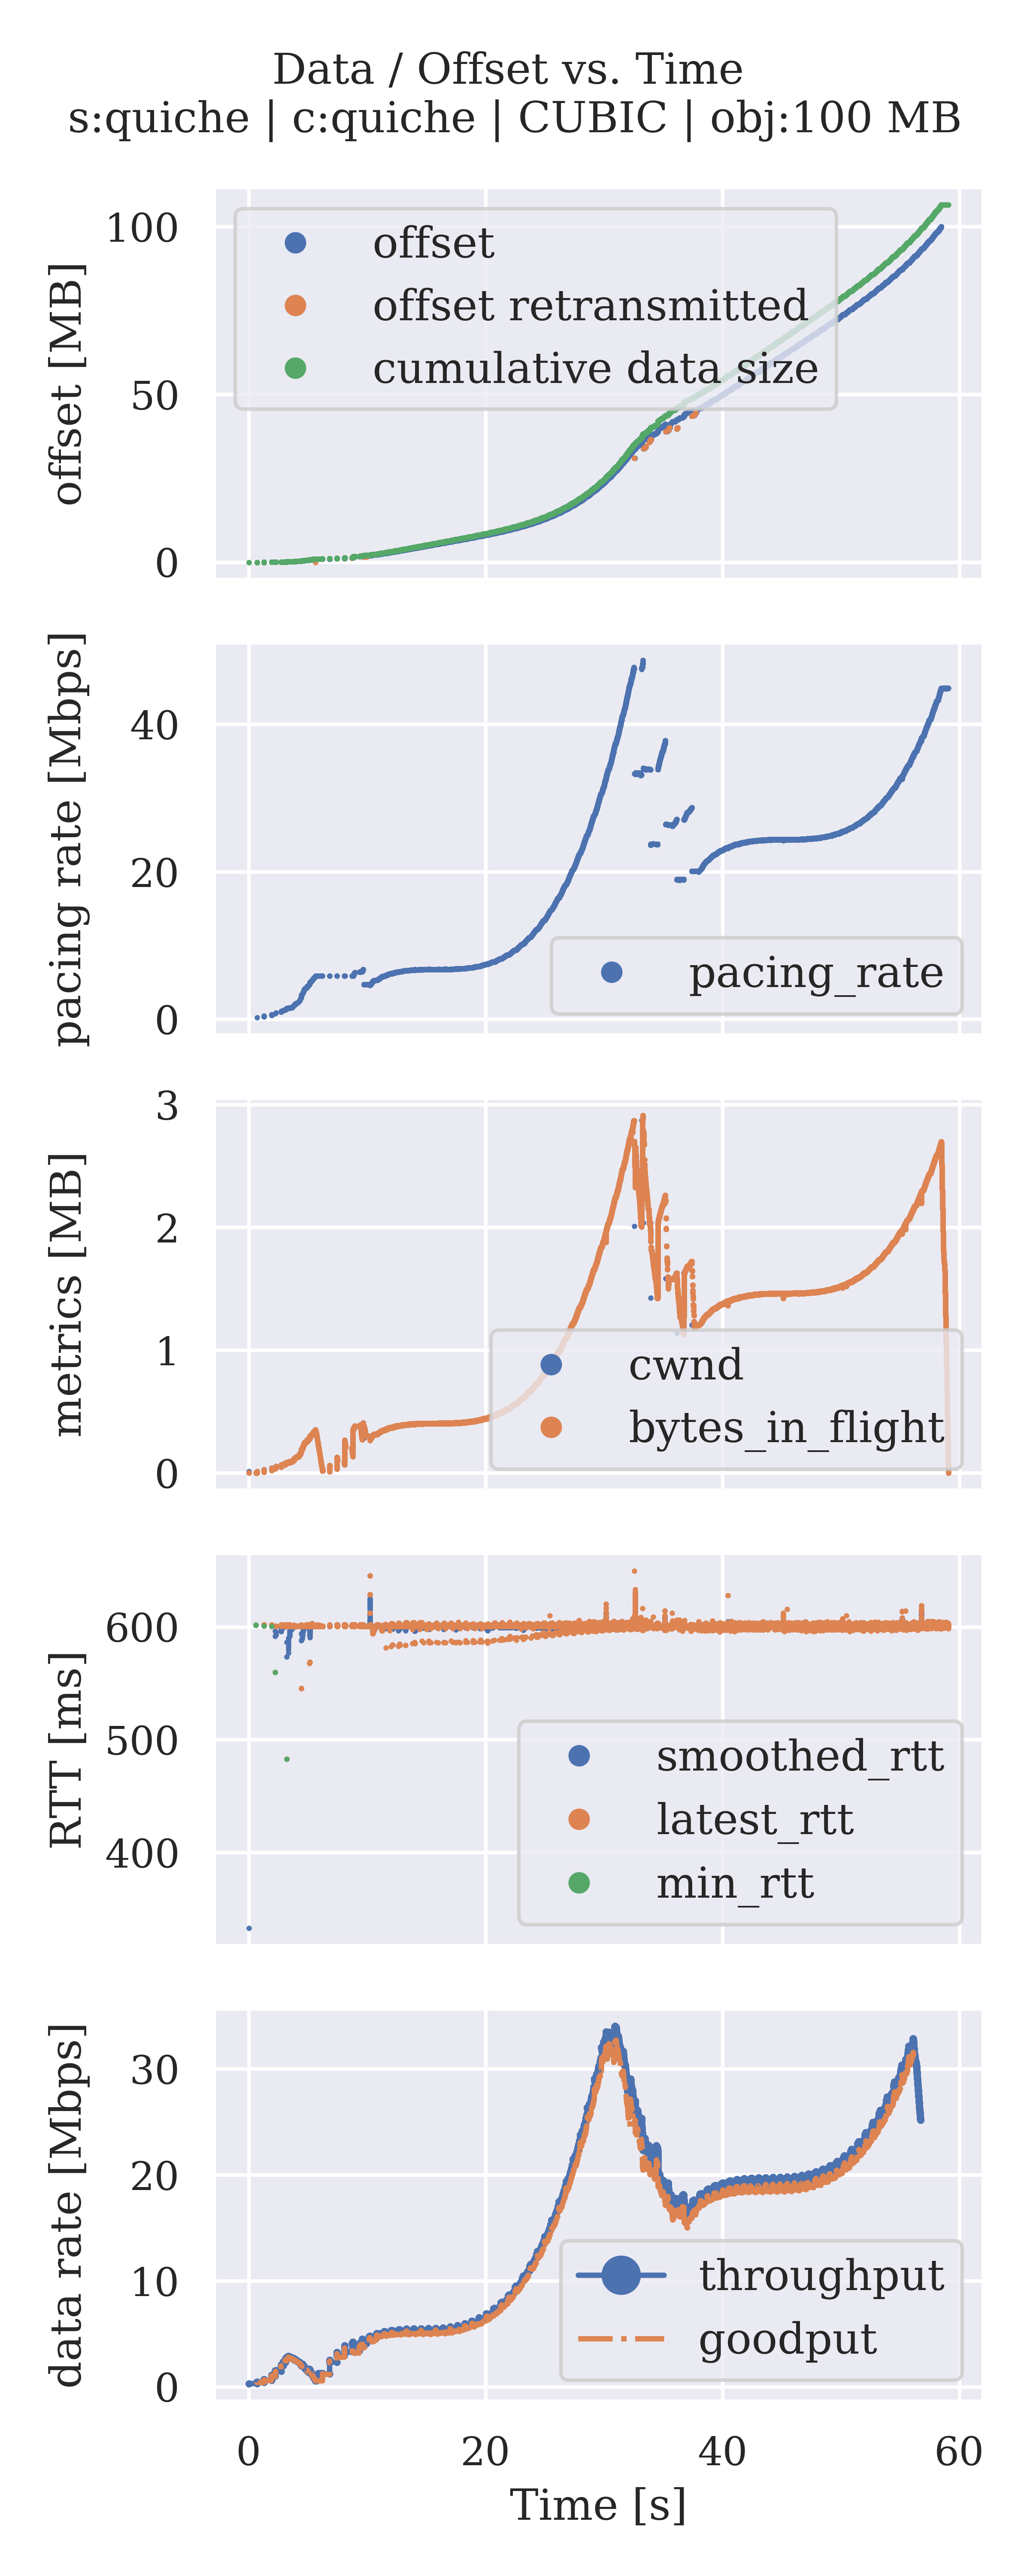 Data / Offset vs. Time
s:quiche | c:quiche | CUBIC | obj:100 MB
offset [MB]
100
50
0
offset
offset retransmitted
cumulative data size
pacing rate [Mbps]
40
20
0
pacing_rate
metrics [MB]
3
2
1
0
cwnd
bytes_in_flight
RTT [ms]
600
500
400
smoothed_rtt
latest_rtt
min_rtt
data rate [Mbps]
30
20
10
0
throughput
goodput
0 20 40 60
Time [s]